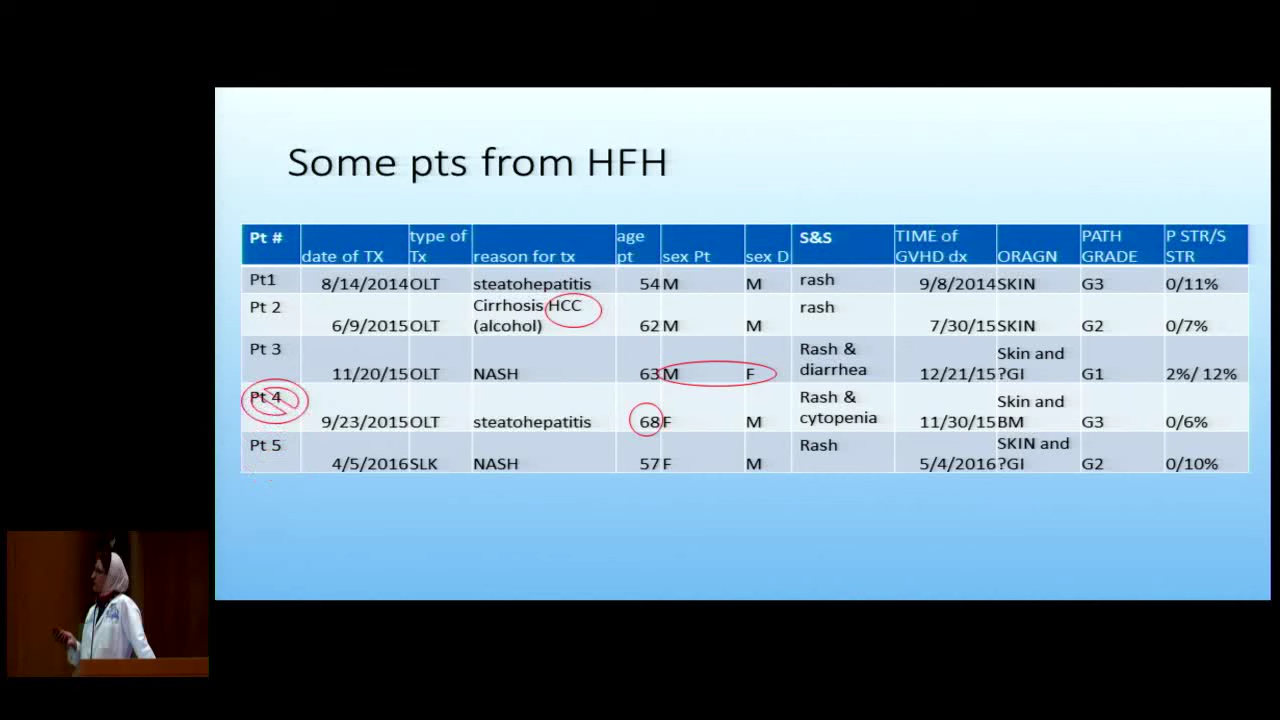 Some pts from HFH
Pt # date of TX type of Tx reason for tx age pt sex Pt sex D S&S TIME of GVHD dx ORAGN PATH GRADE P STR/S STR
Pt1 8/14/2014 OLT steatohepatitis 54 M M rash 9/8/2014 SKIN G3 0/11%
Pt 2 6/9/2015 OLT Cirrhosis HCC (alcohol) 62 M M rash 7/30/15 SKIN G2 0/7%
Pt 3 11/20/15 OLT NASH 63 M F Rash & diarrhea 12/21/15 Skin and ?GI G1 2%/ 12%
Pt 4 9/23/2015 OLT steatohepatitis 68 F M Rash & cytopenia 11/30/15 Skin and BM G3 0/6%
Pt 5 4/5/2016 SLK NASH 57 F M Rash 5/4/2016 SKIN and ?GI G2 0/10%